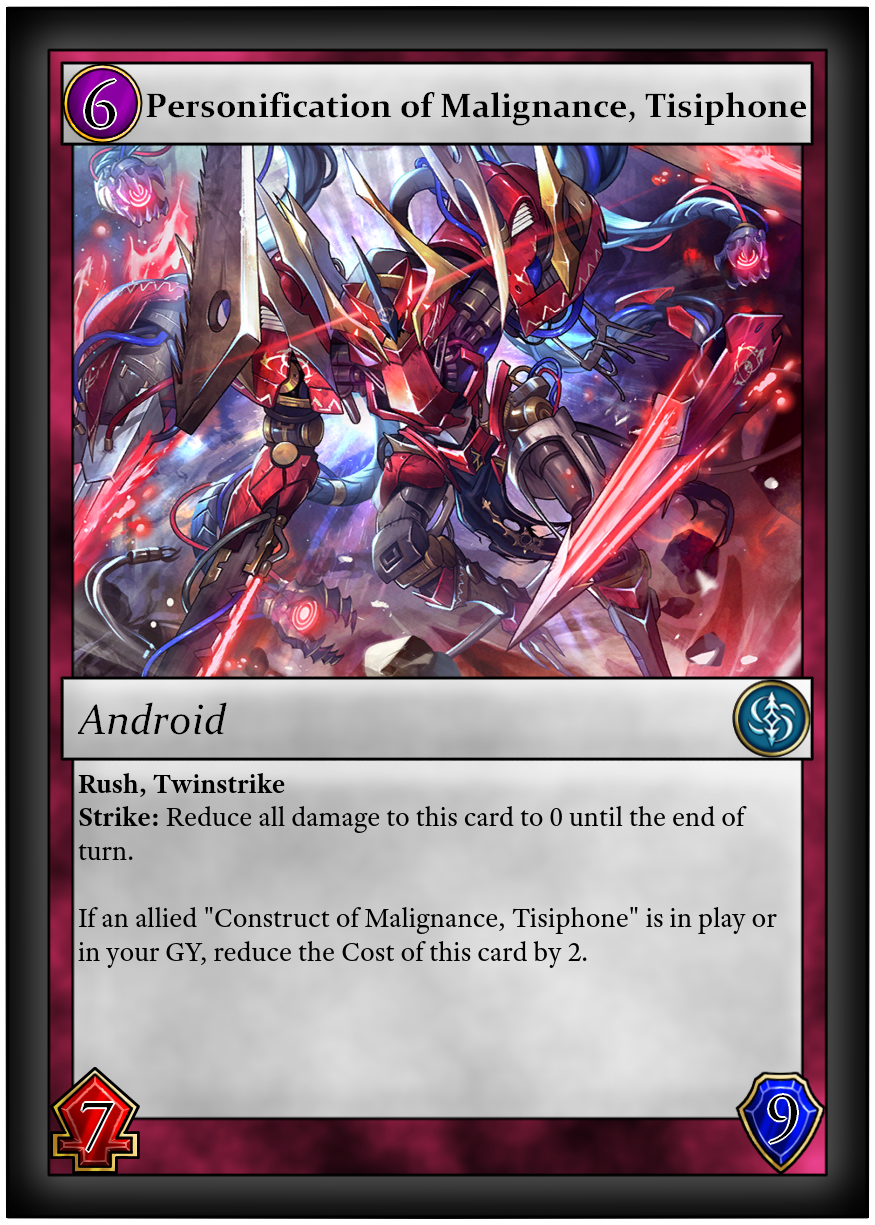 6
Personification of Malignance, Tisiphone
Android
Rush, Twinstrike
Strike: Reduce all damage to this card to 0 until the end of
turn.
If an allied "Construct of Malignance, Tisiphone" is in play or
in your GY, reduce the Cost of this card by 2.
7
9